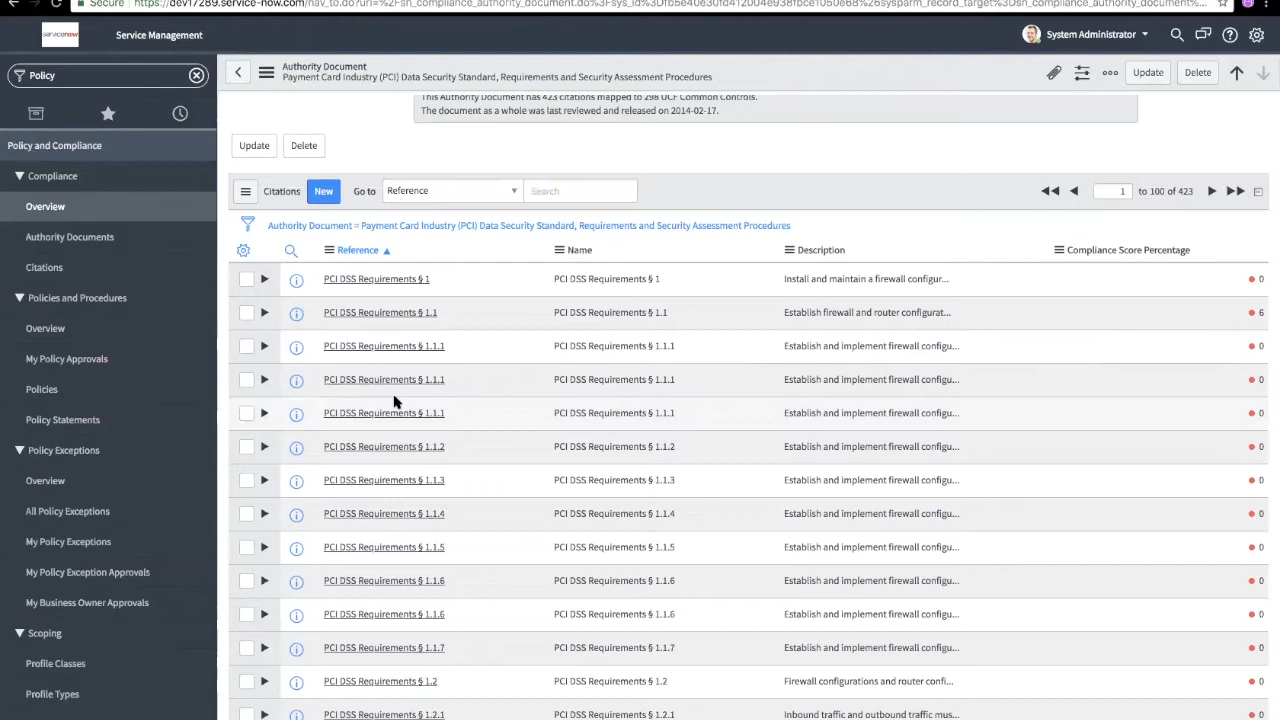 Secure https://dev17289.service-now.com/nav_to.do?uri=%2Fsn_compliance_authority_document.do%3Fsys_id%3Dfb5e40e30fd412004e938fbce1050e68%26sysparm_record_target%3Dsn_compliance_authority_document%...
servicenow Service Management System Administrator
Policy
Policy and Compliance
Compliance
Overview
Authority Documents
Citations
Policies and Procedures
Overview
My Policy Approvals
Policies
Policy Statements
Policy Exceptions
Overview
All Policy Exceptions
My Policy Exceptions
My Policy Exception Approvals
My Business Owner Approvals
Scoping
Profile Classes
Profile Types
Authority Document
Payment Card Industry (PCI) Data Security Standard, Requirements and Security Assessment Procedures
Update Delete
This Authority Document has 423 citations mapped to 298 UCF Common Controls.
The document as a whole was last reviewed and released on 2014-02-17.
Update Delete
Citations New Go to Reference Search 1 to 100 of 423
Authority Document = Payment Card Industry (PCI) Data Security Standard, Requirements and Security Assessment Procedures
Reference Name Description Compliance Score Percentage
PCI DSS Requirements § 1 PCI DSS Requirements § 1 Install and maintain a firewall configur... 0
PCI DSS Requirements § 1.1 PCI DSS Requirements § 1.1 Establish firewall and router configurat... 6
PCI DSS Requirements § 1.1.1 PCI DSS Requirements § 1.1.1 Establish and implement firewall configu... 0
PCI DSS Requirements § 1.1.1 PCI DSS Requirements § 1.1.1 Establish and implement firewall configu... 0
PCI DSS Requirements § 1.1.1 PCI DSS Requirements § 1.1.1 Establish and implement firewall configu... 0
PCI DSS Requirements § 1.1.2 PCI DSS Requirements § 1.1.2 Establish and implement firewall configu... 0
PCI DSS Requirements § 1.1.3 PCI DSS Requirements § 1.1.3 Establish and implement firewall configu... 0
PCI DSS Requirements § 1.1.4 PCI DSS Requirements § 1.1.4 Establish and implement firewall configu... 0
PCI DSS Requirements § 1.1.5 PCI DSS Requirements § 1.1.5 Establish and implement firewall configu... 0
PCI DSS Requirements § 1.1.6 PCI DSS Requirements § 1.1.6 Establish and implement firewall configu... 0
PCI DSS Requirements § 1.1.6 PCI DSS Requirements § 1.1.6 Establish and implement firewall configu... 0
PCI DSS Requirements § 1.1.7 PCI DSS Requirements § 1.1.7 Establish and implement firewall configu... 0
PCI DSS Requirements § 1.2 PCI DSS Requirements § 1.2 Firewall configurations and router confi... 0
PCI DSS Requirements § 1.2.1 PCI DSS Requirements § 1.2.1 Inbound traffic and outbound traffic mus... 0